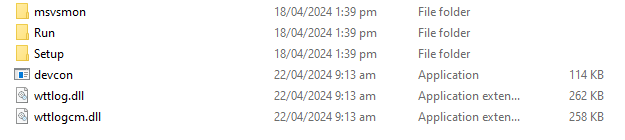 msvsmon 18/04/2024 1:39 pm File folder
Run 18/04/2024 1:39 pm File folder
Setup 18/04/2024 1:39 pm File folder
devcon 22/04/2024 9:13 am Application 114 KB
wttlog.dll 22/04/2024 9:13 am Application exten... 262 KB
wttlogcm.dll 22/04/2024 9:13 am Application exten... 258 KB